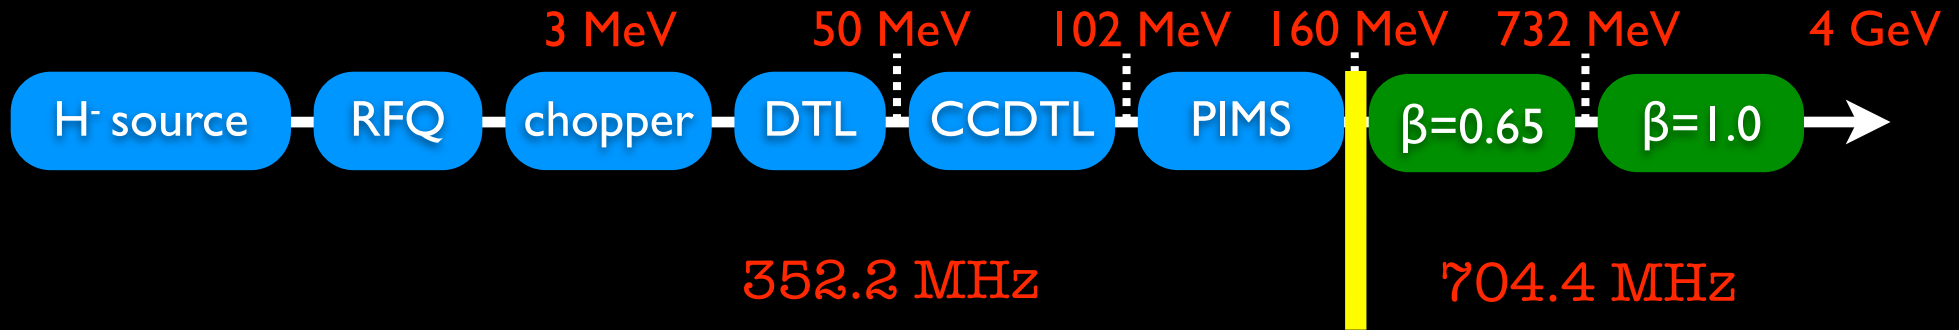 3 MeV 50 MeV 102 MeV 160 MeV 732 MeV 4 GeV
H⁻ source RFQ chopper DTL CCDTL PIMS β=0.65 β=1.0
352.2 MHz 704.4 MHz